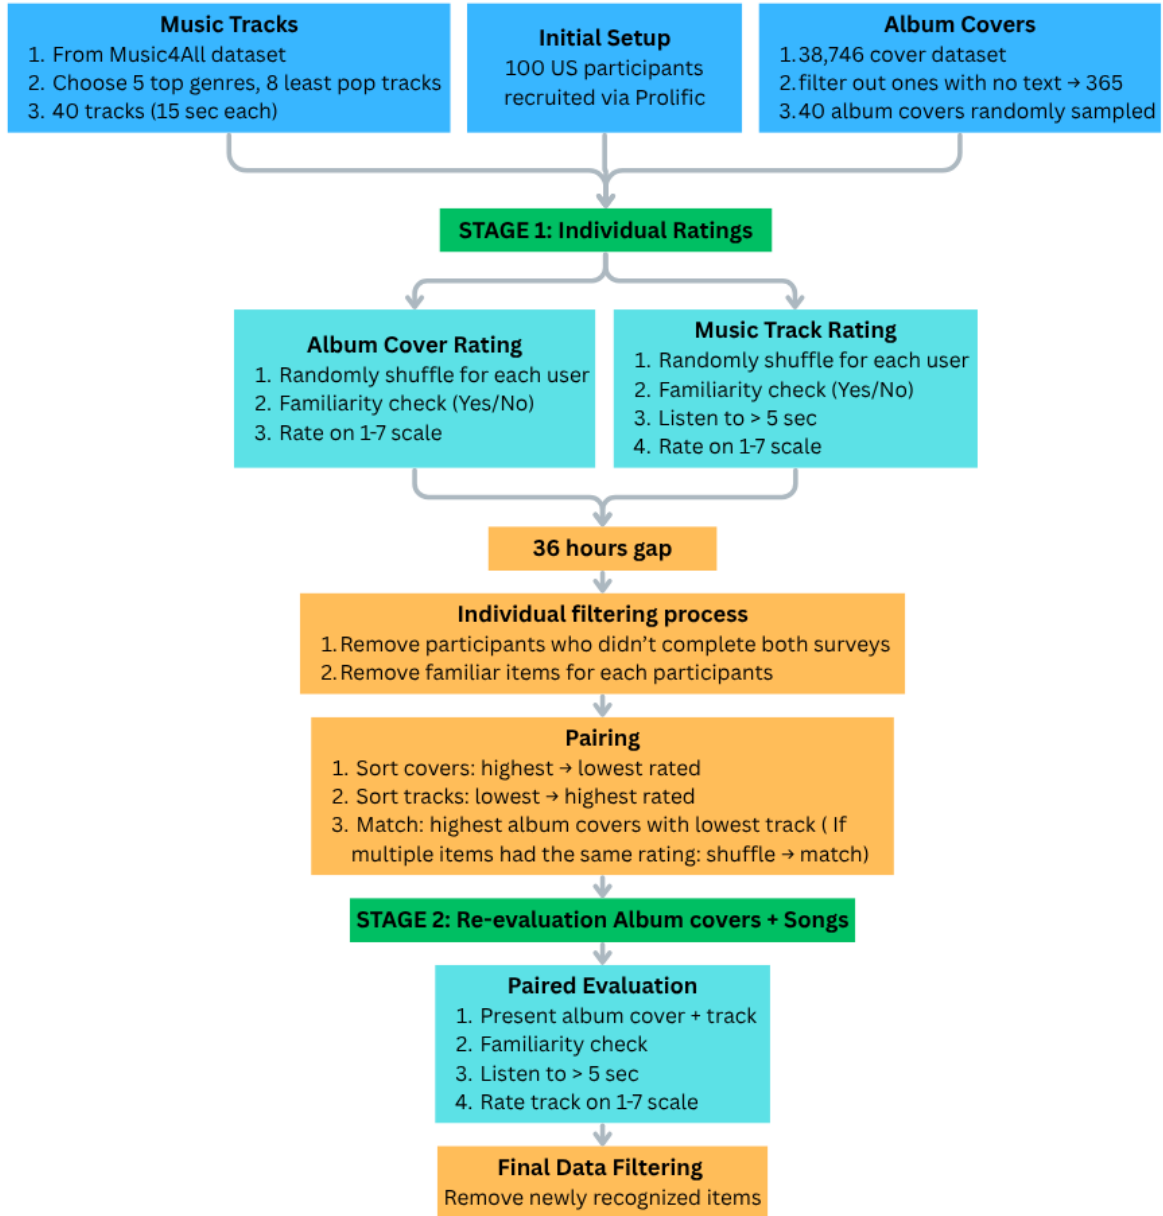 Music Tracks
1. From Music4All dataset
2. Choose 5 top genres, 8 least pop tracks
3. 40 tracks (15 sec each)
Initial Setup
100 US participants
recruited via Prolific
Album Covers
1.38,746 cover dataset
2.filter out ones with no text → 365
3.40 album covers randomly sampled
STAGE 1: Individual Ratings
Album Cover Rating
1. Randomly shuffle for each user
2. Familiarity check (Yes/No)
3. Rate on 1-7 scale
Music Track Rating
1. Randomly shuffle for each user
2. Familiarity check (Yes/No)
3. Listen to > 5 sec
4. Rate on 1-7 scale
36 hours gap
Individual filtering process
1. Remove participants who didn't complete both surveys
2. Remove familiar items for each participants
Pairing
1. Sort covers: highest → lowest rated
2. Sort tracks: lowest → highest rated
3. Match: highest album covers with lowest track ( If
multiple items had the same rating: shuffle → match)
STAGE 2: Re-evaluation Album covers + Songs
Paired Evaluation
1. Present album cover + track
2. Familiarity check
3. Listen to > 5 sec
4. Rate track on 1-7 scale
Final Data Filtering
Remove newly recognized items